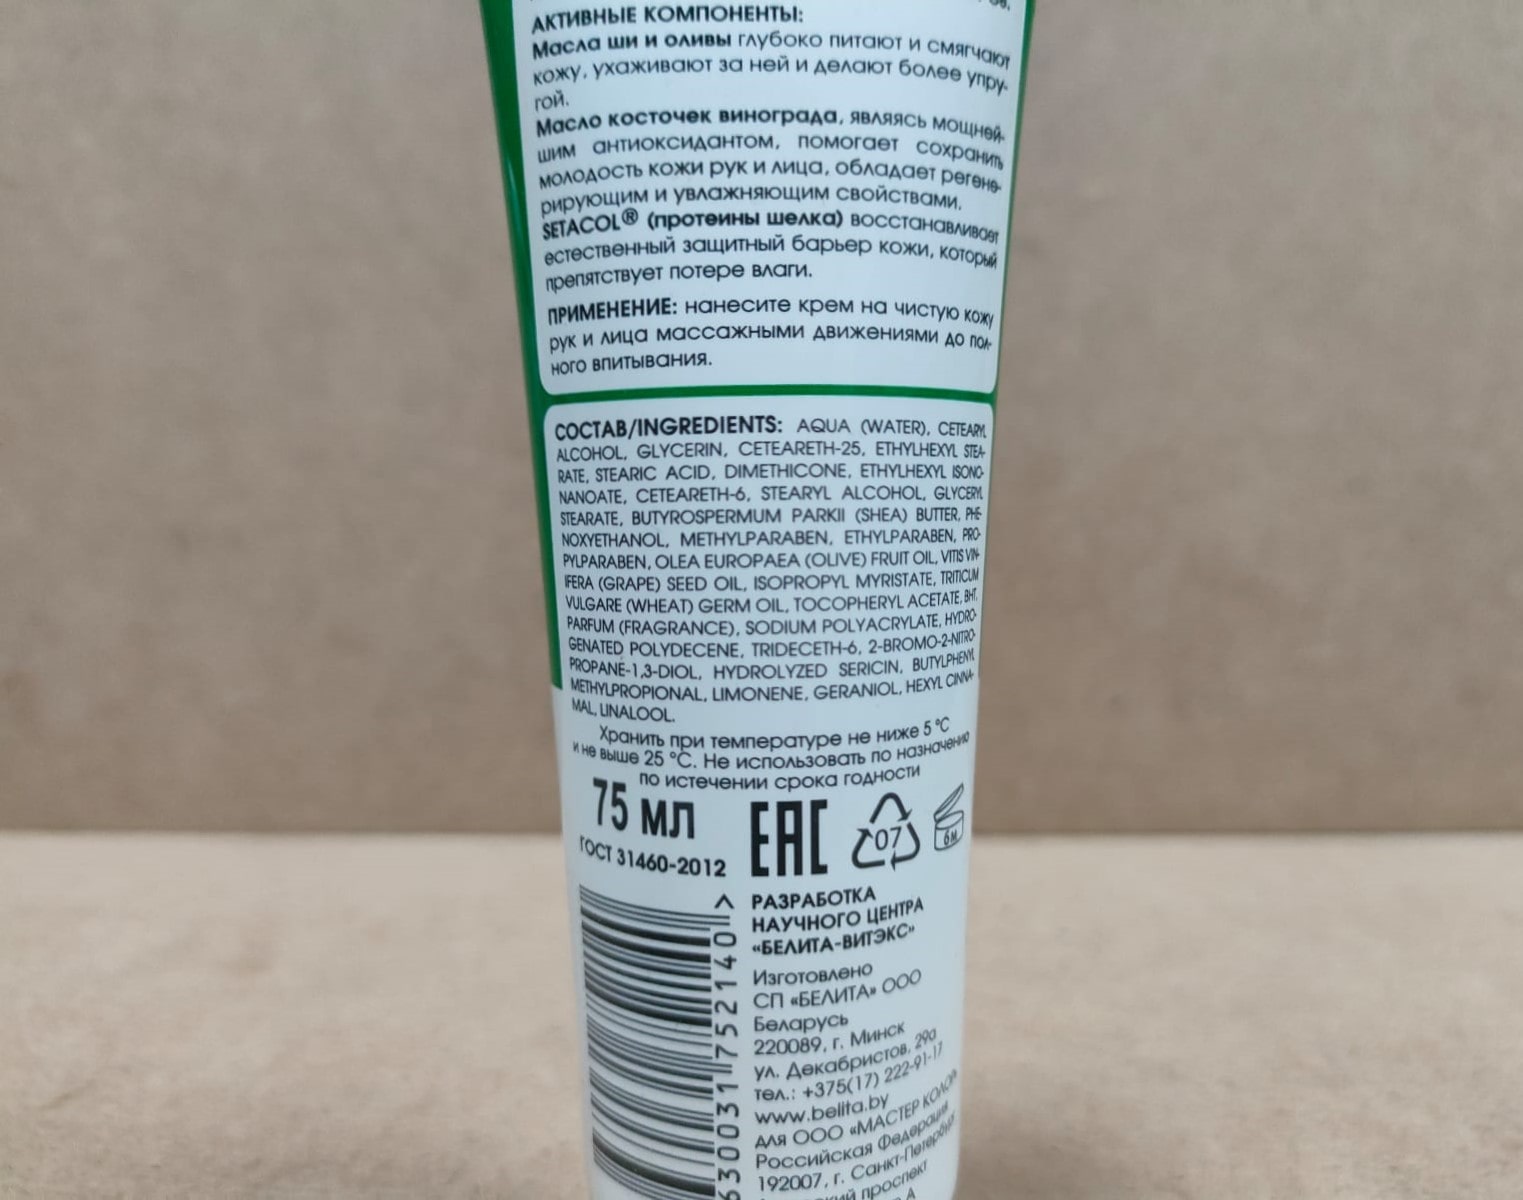 АКТИВНЫЕ КОМПОНЕНТЫ:
Масла ши и оливы глубоко питают и смягчают
кожу, ухаживают за ней и делают более упру-
гой.
Масло косточек винограда, являясь мощней-
шим антиоксидантом, помогает сохранить
молодость кожи рук и лица, обладает регене-
рирующим и увлажняющим свойствами.
SETACOL® (протеины шелка) восстанавливает
естественный защитный барьер кожи, который
препятствует потере влаги.
ПРИМЕНЕНИЕ: нанесите крем на чистую кожу
рук и лица массажными движениями до пол-
ного впитывания.
СОСТАВ/INGREDIENTS: AQUA (WATER), CETEARYL
ALCOHOL, GLYCERIN, CETEARETH-25, ETHYLHEXYL STEA-
RATE, STEARIC ACID, DIMETHICONE, ETHYLHEXYL ISONO-
NANOATE, CETEARETH-6, STEARYL ALCOHOL, GLYCERYL
STEARATE, BUTYROSPERMUM PARKII (SHEA) BUTTER, PHE-
NOXYETHANOL, METHYLPARABEN, ETHYLPARABEN, PRO-
PYLPARABEN, OLEA EUROPAEA (OLIVE) FRUIT OIL, VITIS VIN-
IFERA (GRAPE) SEED OIL, ISOPROPYL MYRISTATE, TRITICUM
VULGARE (WHEAT) GERM OIL, TOCOPHERYL ACETATE, BHT,
PARFUM (FRAGRANCE), SODIUM POLYACRYLATE, HYDRO-
GENATED POLYDECENE, TRIDECETH-6, 2-BROMO-2-NITRO-
PROPANE-1,3-DIOL, HYDROLYZED SERICIN, BUTYLPHENYL
METHYLPROPIONAL, LIMONENE, GERANIOL, HEXYL CINNA-
MAL, LINALOOL.
Хранить при температуре не ниже 5 °C
и не выше 25 °C. Не использовать по назначению
по истечении срока годности
75 мл
ГОСТ 31460-2012
EAC
07
6м
РАЗРАБОТКА
НАУЧНОГО ЦЕНТРА
«БЕЛИТА-ВИТЭКС»
Изготовлено
СП «БЕЛИТА» ООО
Беларусь
220089, г. Минск
ул. Декабристов, 29а
тел.: +375(17) 222-91-17
www.belita.by
для ООО «МАСТЕР КОЛОР
Российская Федерация
192007, г. Санкт-Петербург
проспект
А
630031 752140 >